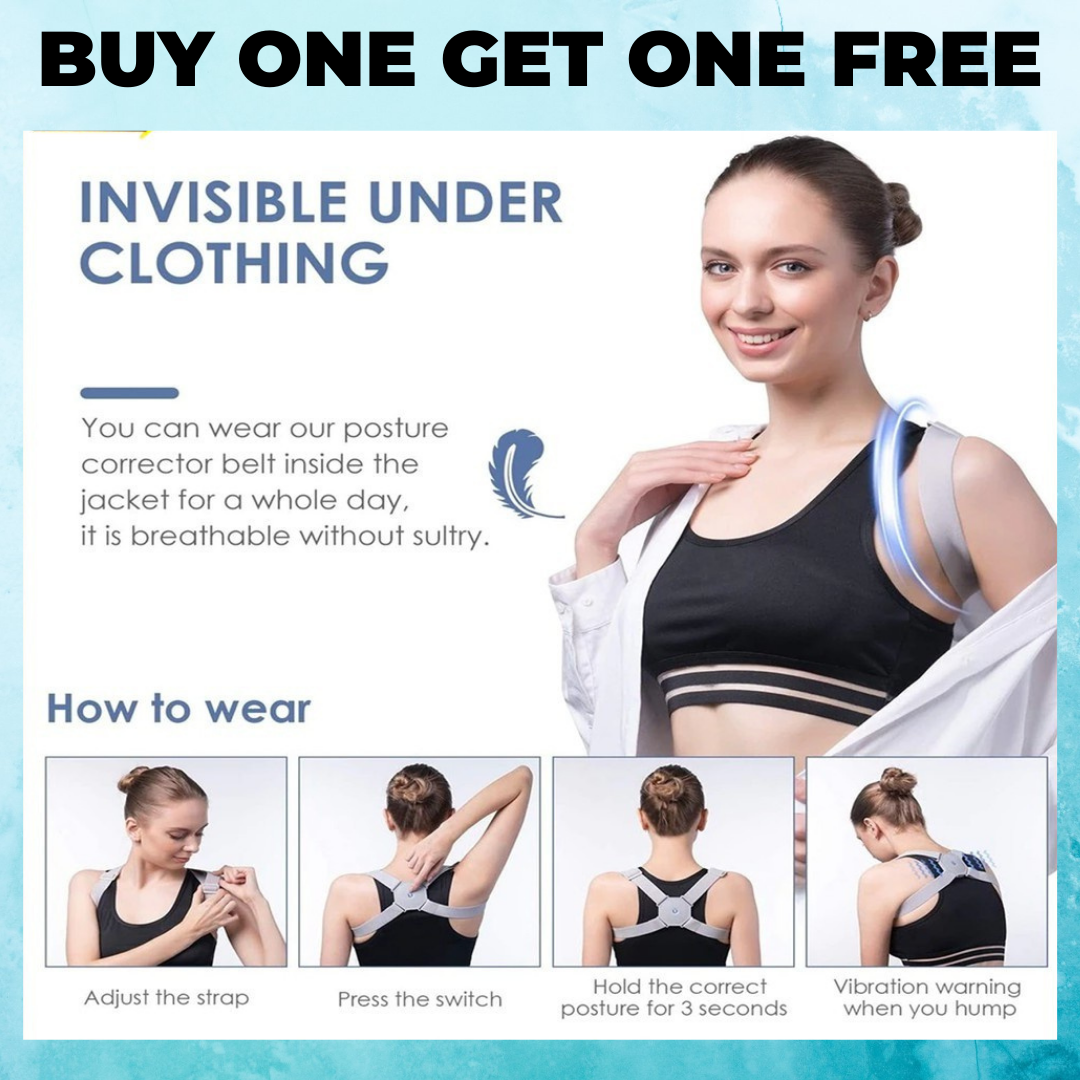 BUY ONE GET ONE FREE
INVISIBLE UNDER
CLOTHING
You can wear our posture
corrector belt inside the
jacket for a whole day,
it is breathable without sultry.
How to wear
Adjust the strap
Press the switch
Hold the correct
posture for 3 seconds
Vibration warning
when you hump